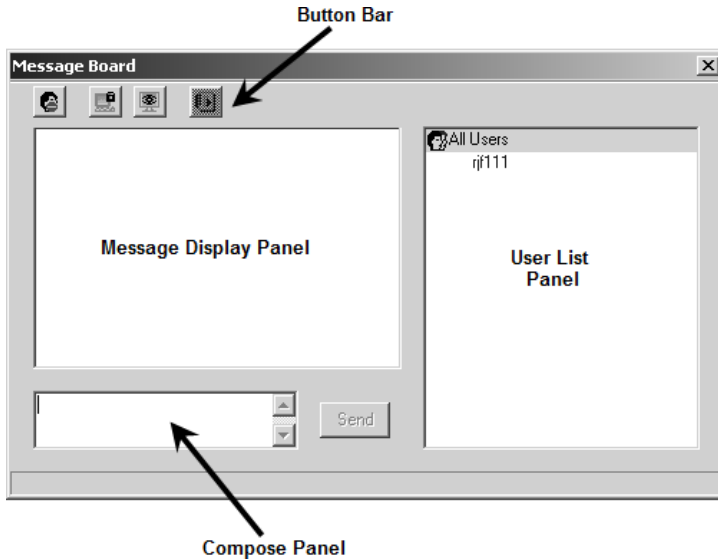 Button Bar
Message Board
All Users
rjf111
Message Display Panel
User List
Panel
Send
Compose Panel